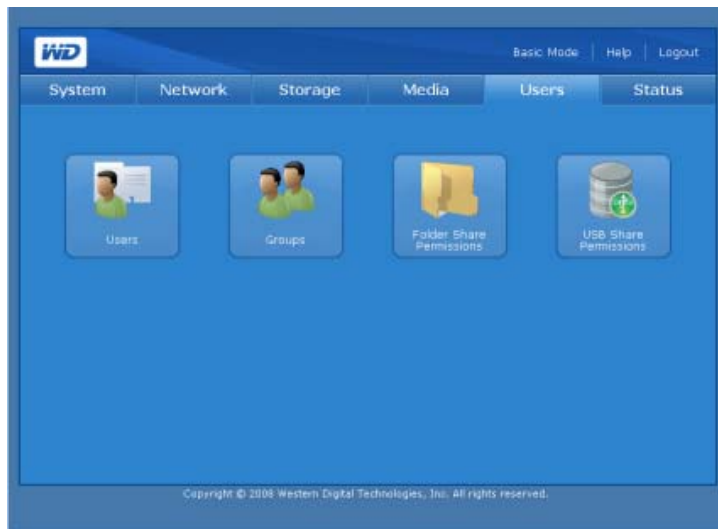 WD
Basic Mode | Help | Logout
System Network Storage Media Users Status
Users
Groups
Folder Share
Permissions
USB Share
Permissions
Copyright © 2008 Western Digital Technologies, Inc. All rights reserved.